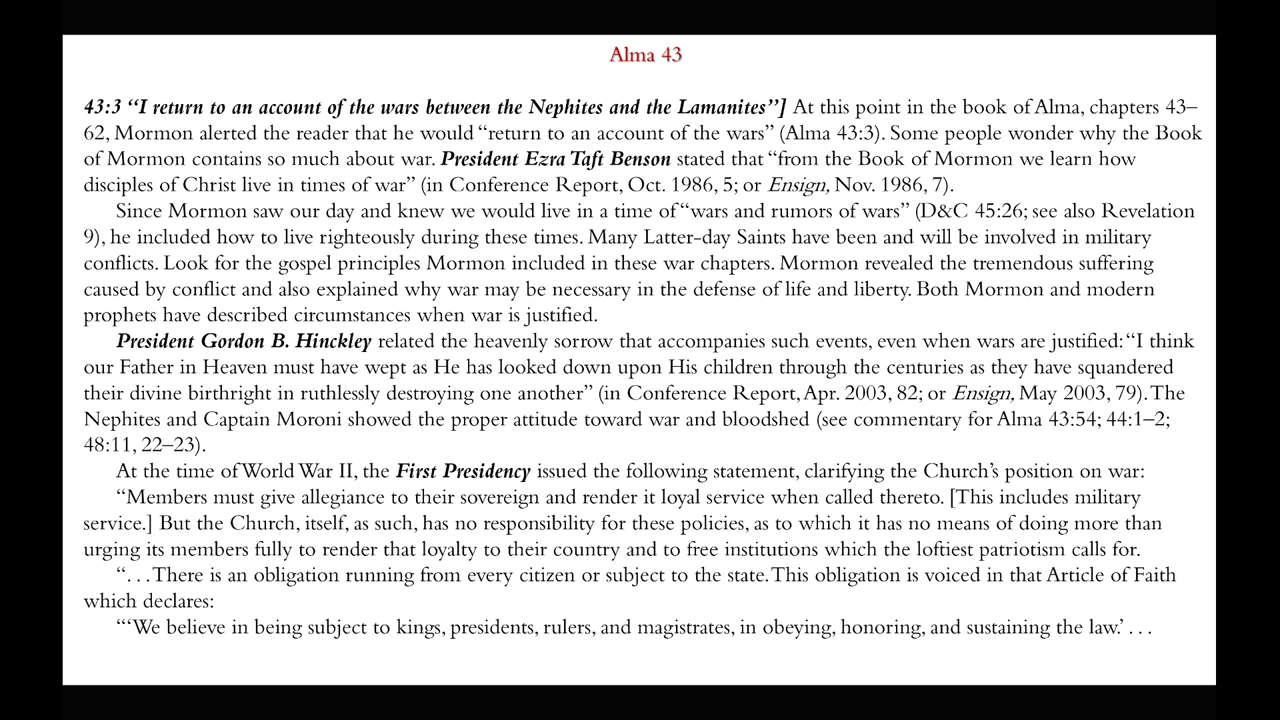 Alma 43
43:3 “I return to an account of the wars between the Nephites and the Lamanites”] At this point in the book of Alma, chapters 43–
62, Mormon alerted the reader that he would “return to an account of the wars” (Alma 43:3). Some people wonder why the Book
of Mormon contains so much about war. President Ezra Taft Benson stated that “from the Book of Mormon we learn how
disciples of Christ live in times of war” (in Conference Report, Oct. 1986, 5; or Ensign, Nov. 1986, 7).
Since Mormon saw our day and knew we would live in a time of “wars and rumors of wars” (D&C 45:26; see also Revelation
9), he included how to live righteously during these times. Many Latter-day Saints have been and will be involved in military
conflicts. Look for the gospel principles Mormon included in these war chapters. Mormon revealed the tremendous suffering
caused by conflict and also explained why war may be necessary in the defense of life and liberty. Both Mormon and modern
prophets have described circumstances when war is justified.
President Gordon B. Hinckley related the heavenly sorrow that accompanies such events, even when wars are justified: “I think
our Father in Heaven must have wept as He has looked down upon His children through the centuries as they have squandered
their divine birthright in ruthlessly destroying one another” (in Conference Report, Apr. 2003, 82; or Ensign, May 2003, 79). The
Nephites and Captain Moroni showed the proper attitude toward war and bloodshed (see commentary for Alma 43:54; 44:1–2;
48:11, 22–23).
At the time of World War II, the First Presidency issued the following statement, clarifying the Church’s position on war:
“Members must give allegiance to their sovereign and render it loyal service when called thereto. [This includes military
service.] But the Church, itself, as such, has no responsibility for these policies, as to which it has no means of doing more than
urging its members fully to render that loyalty to their country and to free institutions which the loftiest patriotism calls for.
“. . . There is an obligation running from every citizen or subject to the state. This obligation is voiced in that Article of Faith
which declares:
“‘We believe in being subject to kings, presidents, rulers, and magistrates, in obeying, honoring, and sustaining the law.’ . . .